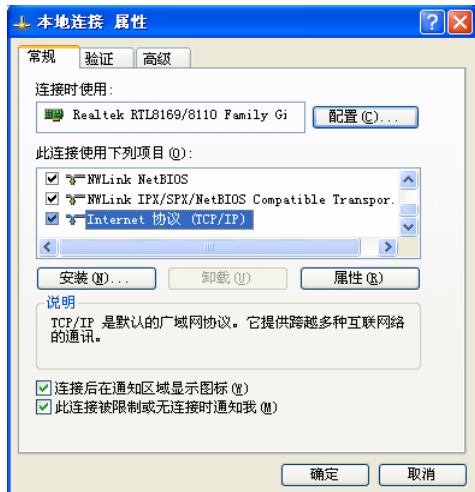 本地连接 属性
常规 验证 高级
连接时使用:
Realtek RTL8169/8110 Family Gi 配置(C)...
此连接使用下列项目(O):
NWLink NetBIOS
NWLink IPX/SPX/NetBIOS Compatible Transpor.
Internet 协议 (TCP/IP)
安装(N)... 卸载(U) 属性(R)
说明
TCP/IP 是默认的广域网协议。它提供跨越多种互联网络
的通讯。
连接后在通知区域显示图标(W)
此连接被限制或无连接时通知我(M)
确定 取消